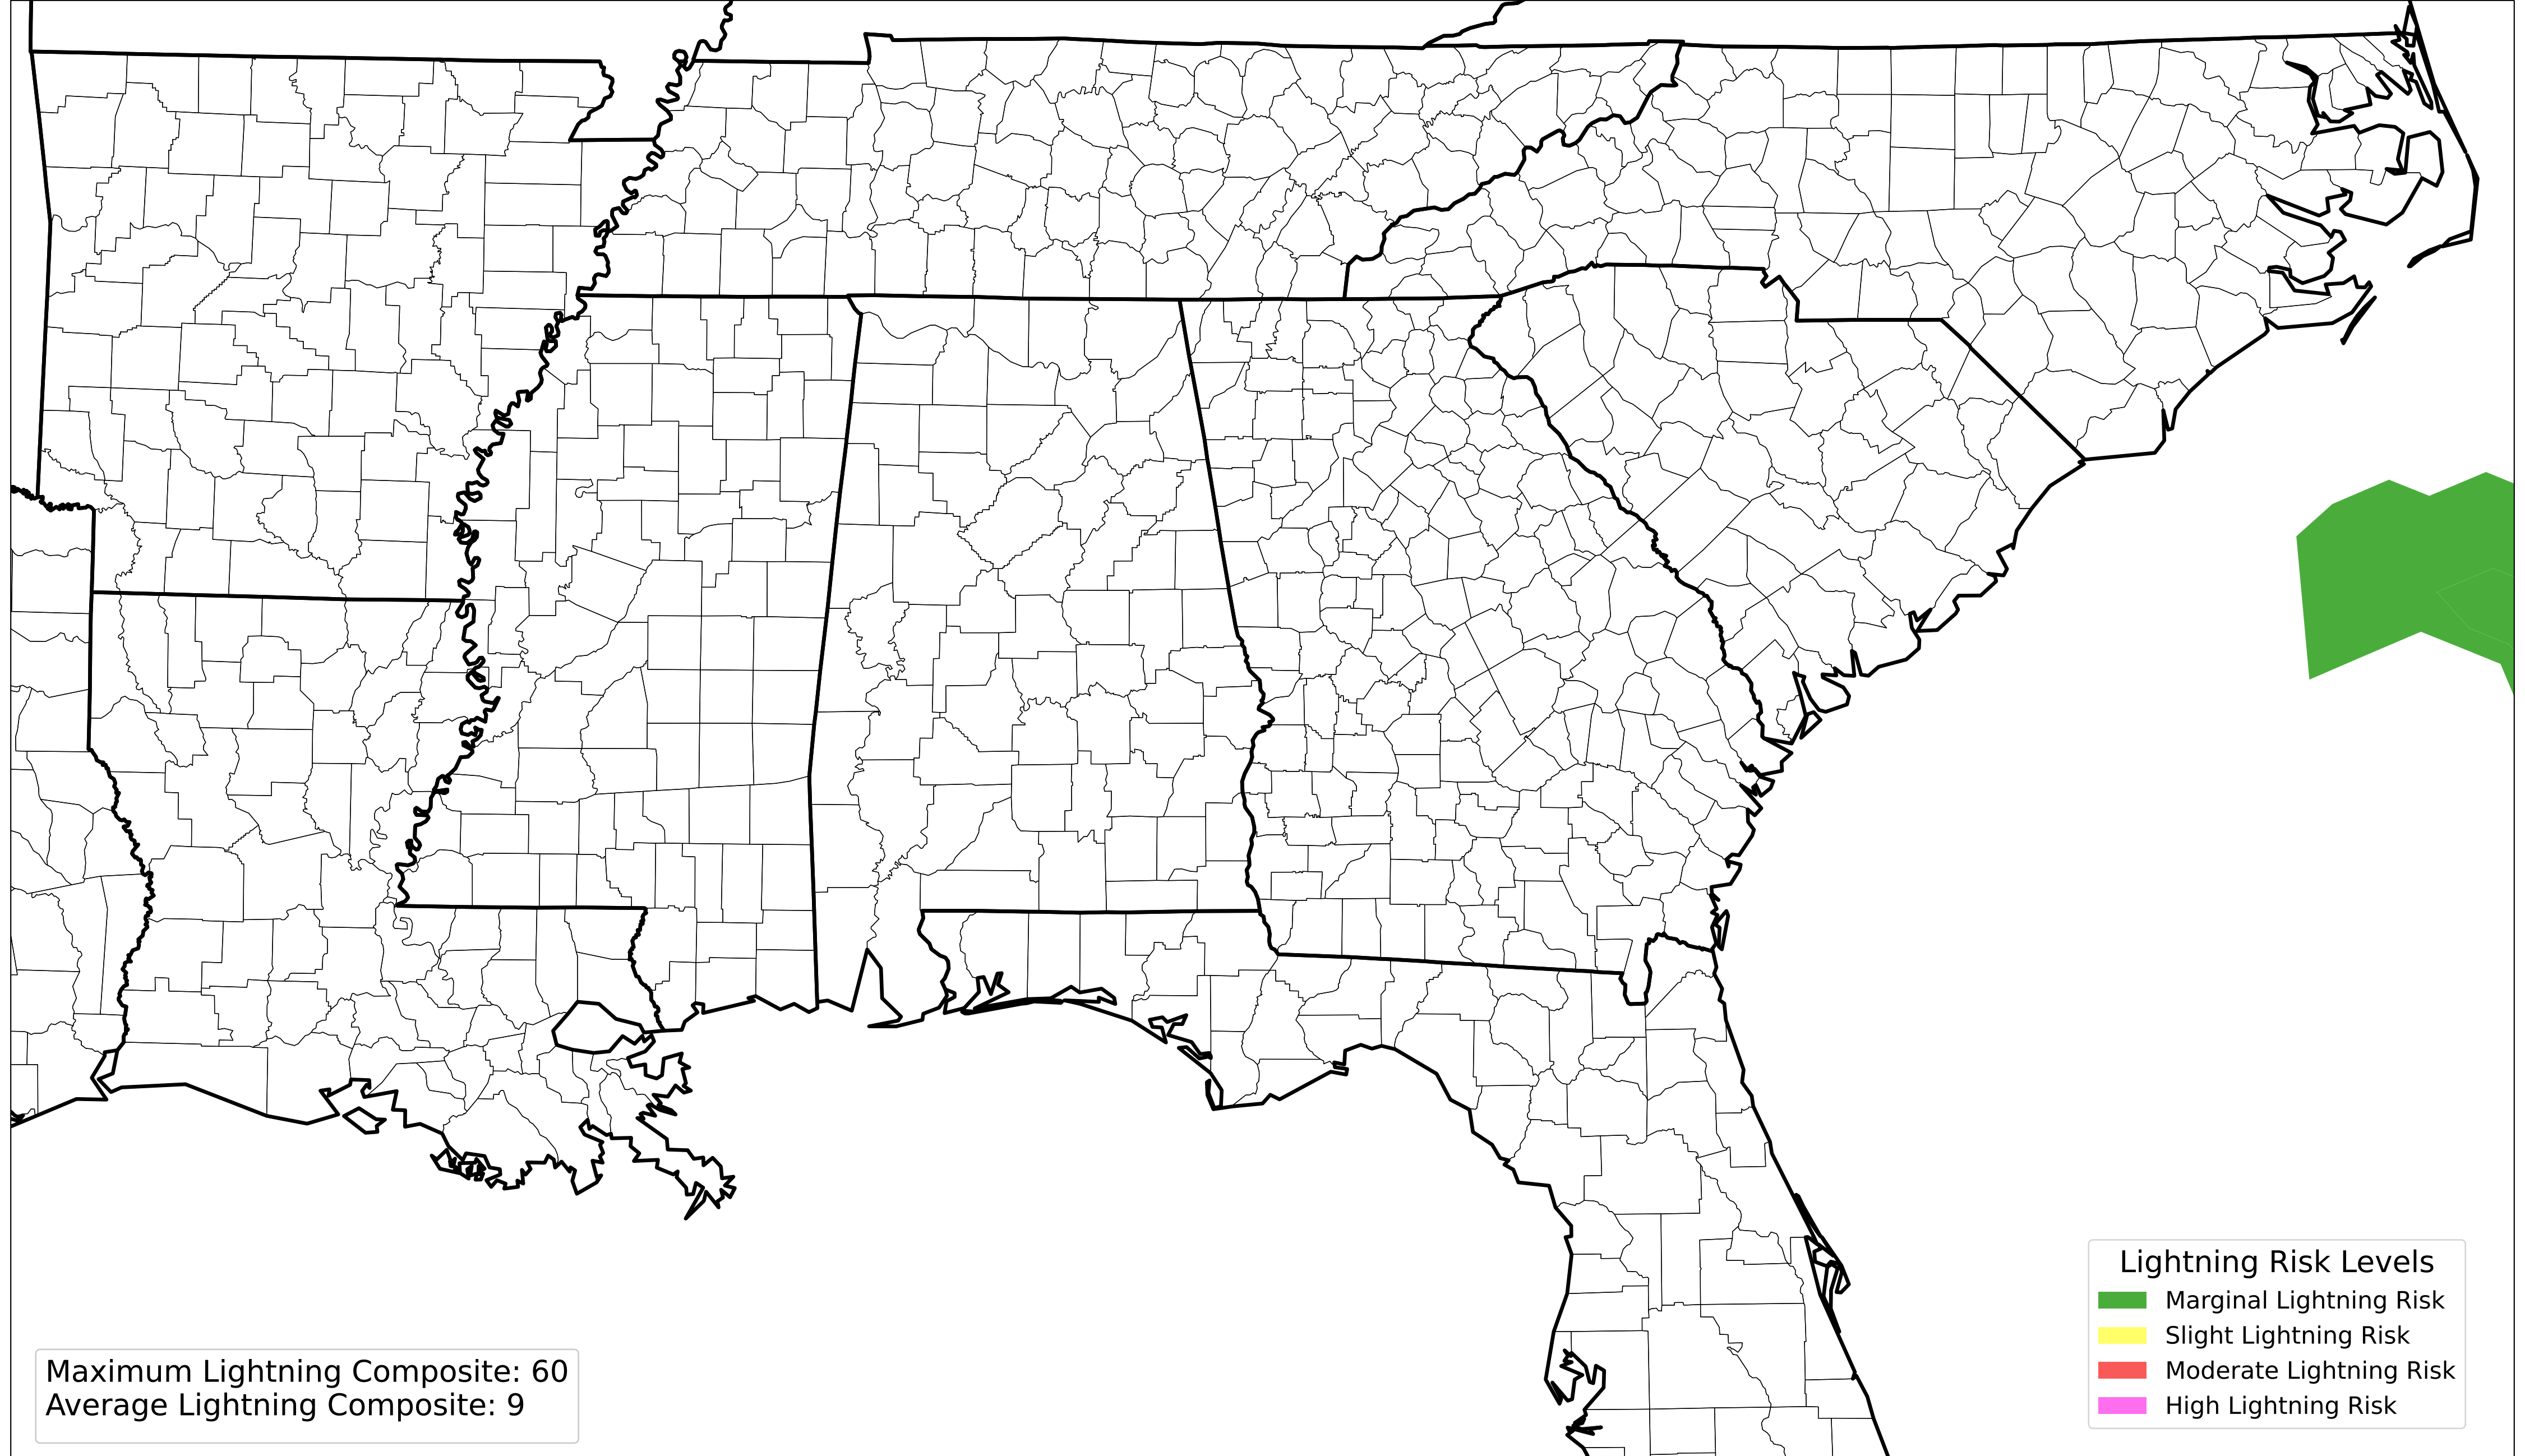 Lightning Risk Levels
Marginal Lightning Risk
Slight Lightning Risk
Moderate Lightning Risk
High Lightning Risk
Maximum Lightning Composite: 60
Average Lightning Composite: 9